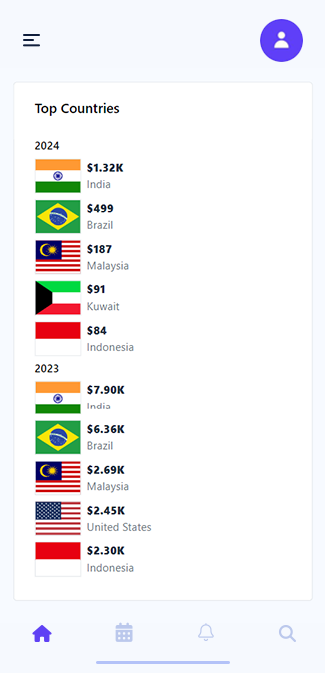 Top Countries
2024
$1.32K
India
$499
Brazil
$187
Malaysia
$91
Kuwait
$84
Indonesia
2023
$7.90K
India
$6.36K
Brazil
$2.69K
Malaysia
$2.45K
United States
$2.30K
Indonesia